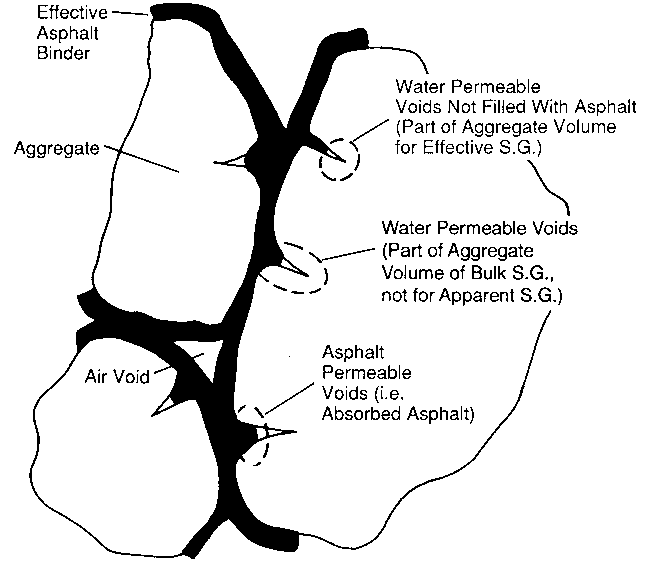 Effective
Asphalt
Binder
Water Permeable
Voids Not Filled With Asphalt
(Part of Aggregate Volume
for Effective S.G.)
Aggregate
Water Permeable Voids
(Part of Aggregate
Volume of Bulk S.G.,
not for Apparent S.G.)
Asphalt
Permeable
Voids (i.e.
Absorbed Asphalt)
Air Void